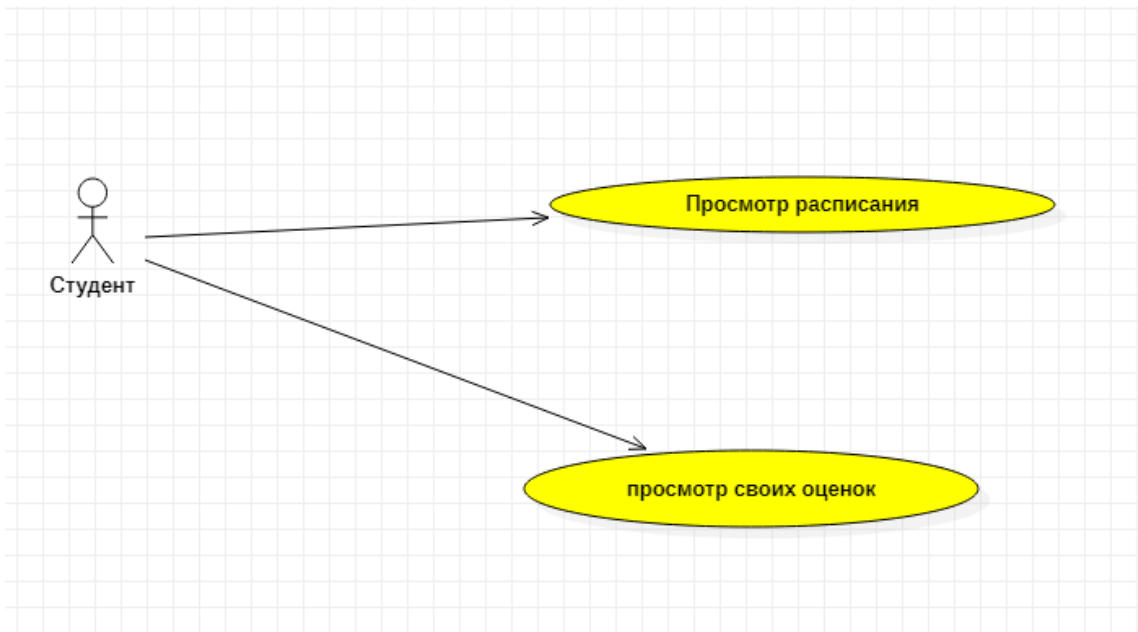 Просмотр расписания
Студент
просмотр своих оценок